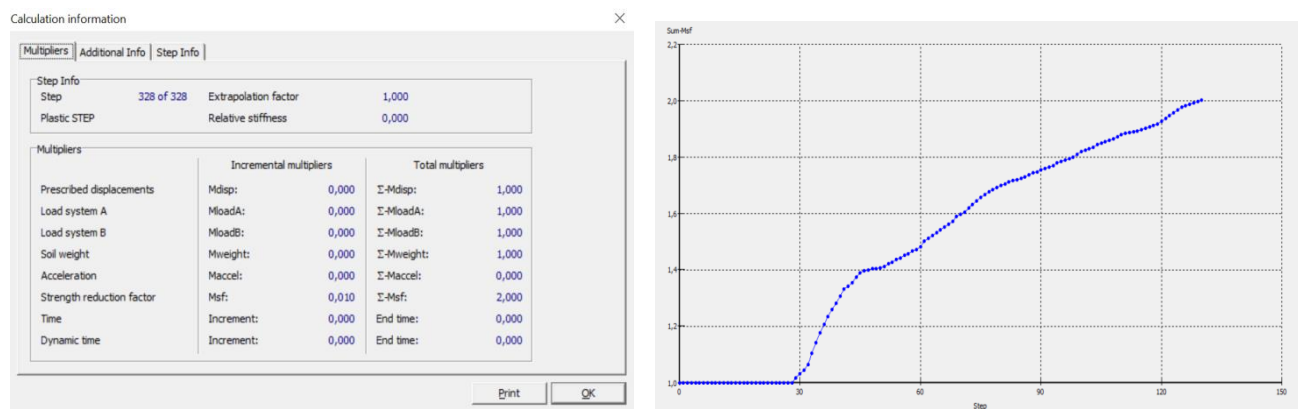 Calculation information
Multipliers Additional Info Step Info
Step Info
Step 328 of 328 Extrapolation factor 1,000
Plastic STEP Relative stiffness 0,000
Multipliers
Incremental multipliers Total multipliers
Prescribed displacements Mdisp: 0,000 Σ-Mdisp: 1,000
Load system A MloadA: 0,000 Σ-MloadA: 1,000
Load system B MloadB: 0,000 Σ-MloadB: 1,000
Soil weight Mweight: 0,000 Σ-Mweight: 1,000
Acceleration Maccel: 0,000 Σ-Maccel: 0,000
Strength reduction factor Msf: 0,010 Σ-Msf: 2,000
Time Increment: 0,000 End time: 0,000
Dynamic time Increment: 0,000 End time: 0,000
Print OK
Sum-Msf
2,2
2,0
1,8
1,6
1,4
1,2
1,0
0 30 60 90 120 150
Step